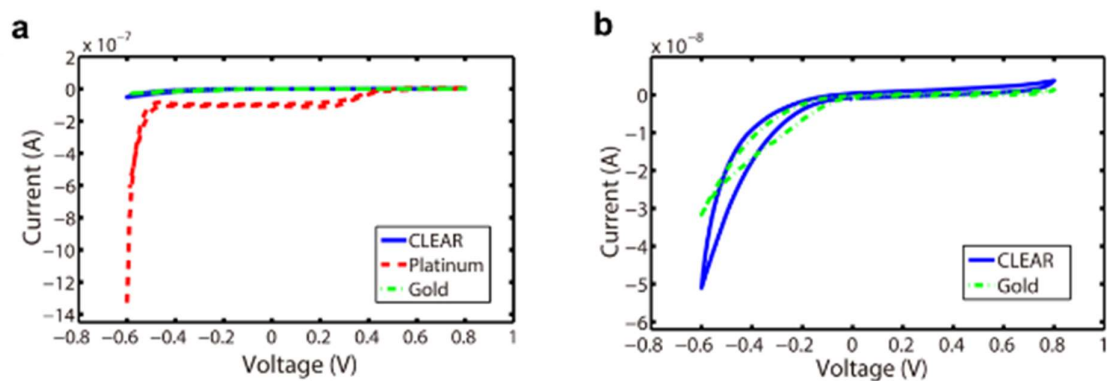 a
x 10⁻⁷
2
0
−2
−4
−6
−8
−10
−12
−14
Current (A)
CLEAR
Platinum
Gold
−0.8 −0.6 −0.4 −0.2 0 0.2 0.4 0.6 0.8 1
Voltage (V)
b
x 10⁻⁸
0
−1
−2
−3
−4
−5
−6
Current (A)
CLEAR
Gold
−0.8 −0.6 −0.4 −0.2 0 0.2 0.4 0.6 0.8 1
Voltage (V)